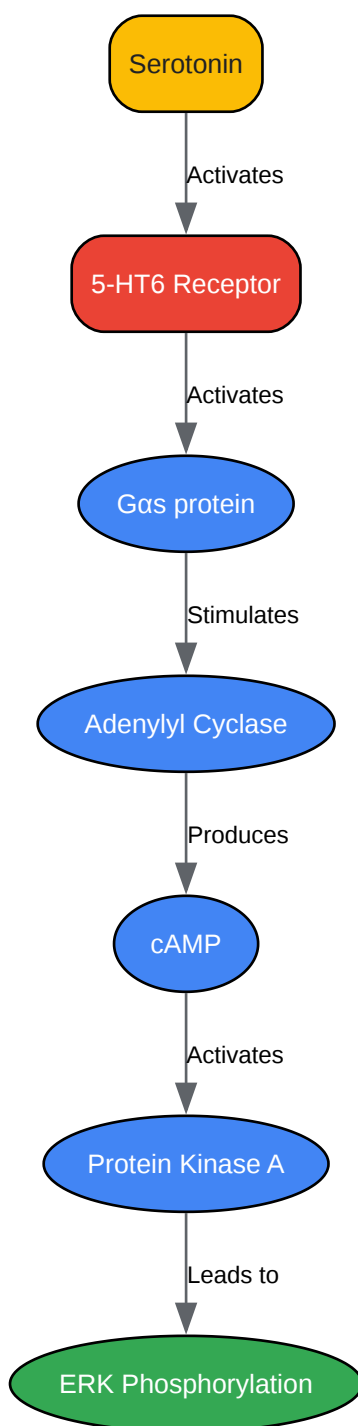 Serotonin
Activates
5-HT6 Receptor
Activates
Gαs protein
Stimulates
Adenylyl Cyclase
Produces
cAMP
Activates
Protein Kinase A
Leads to
ERK Phosphorylation